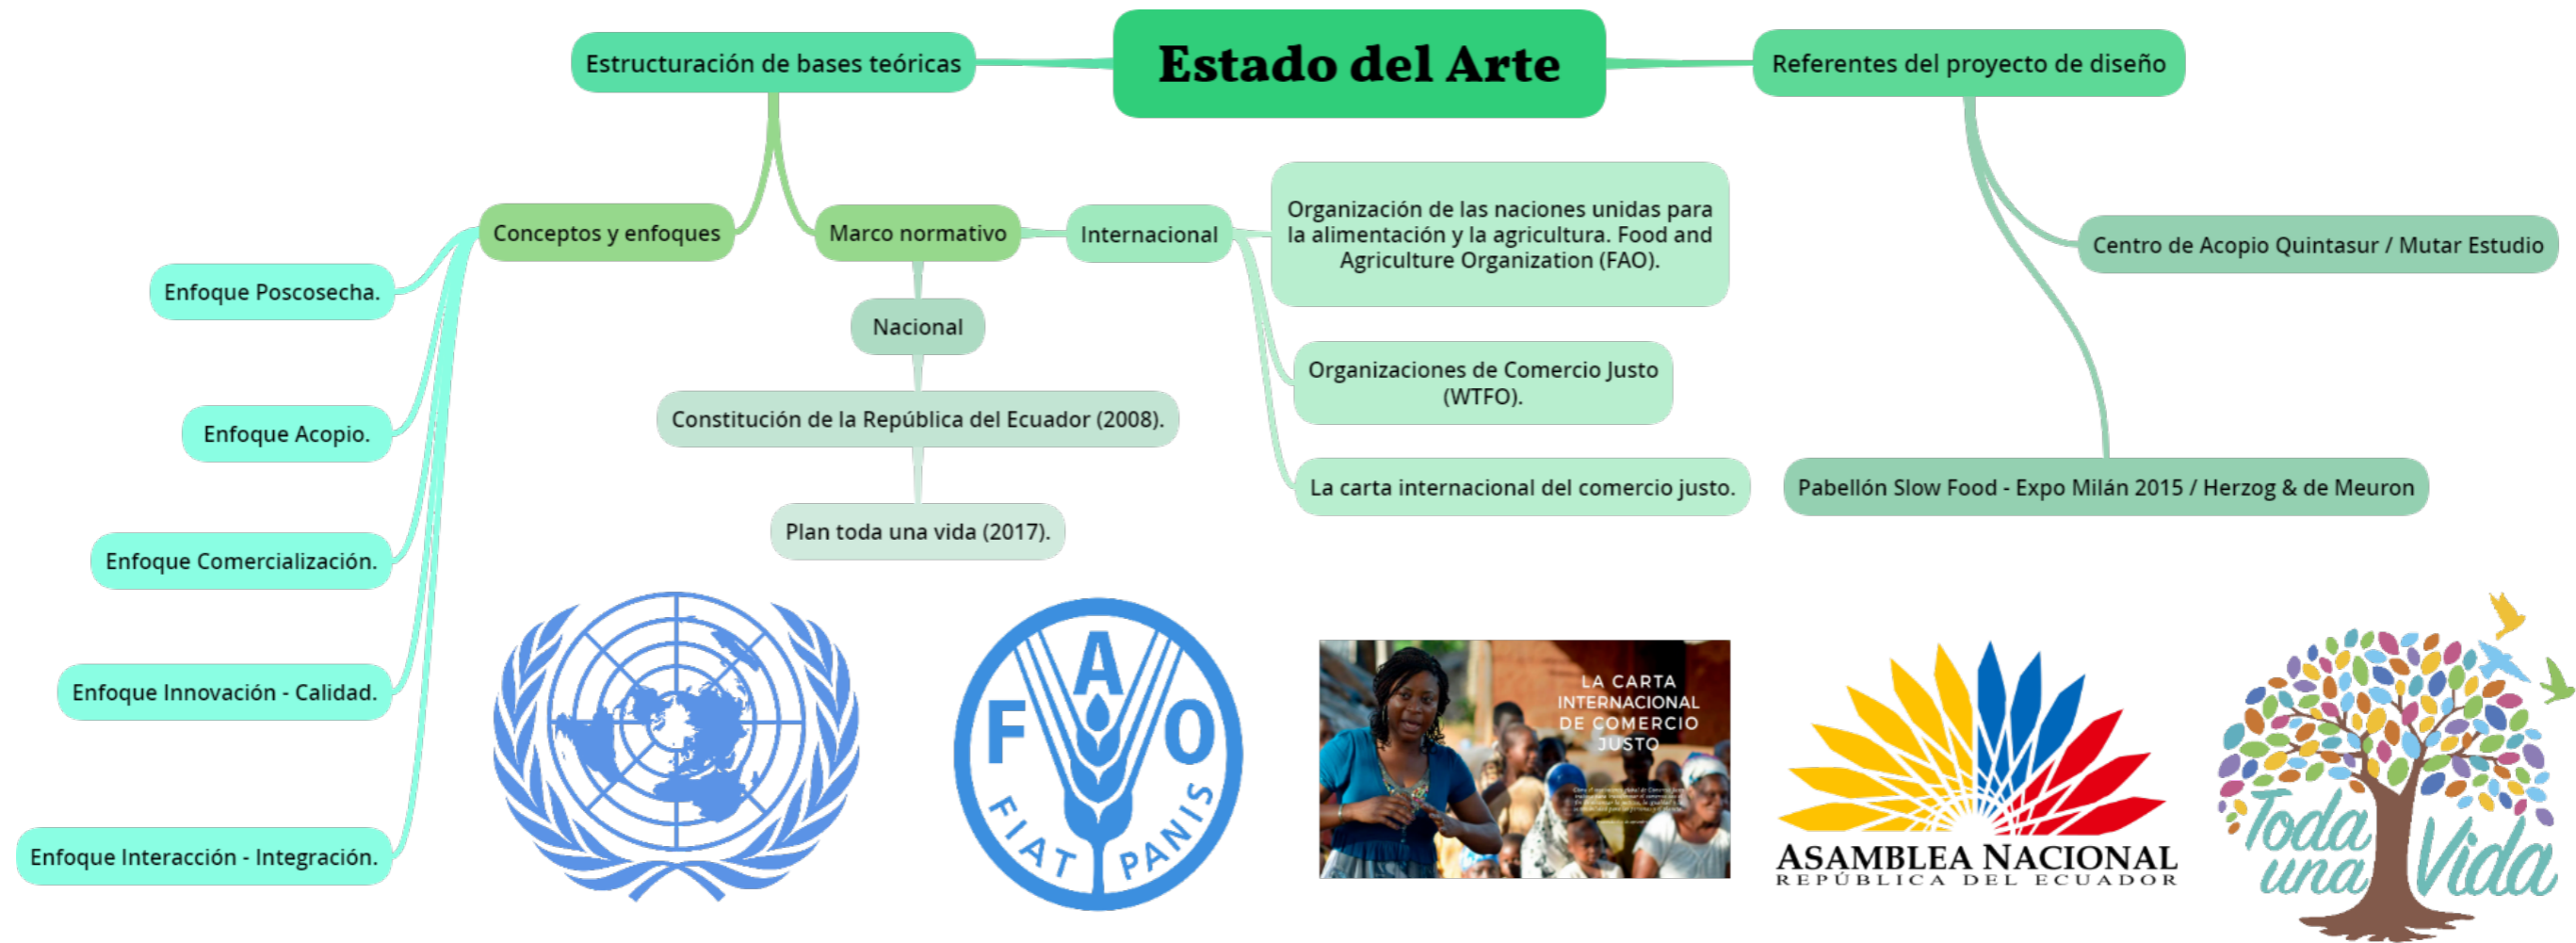 Estado del Arte
Estructuración de bases teóricas
Referentes del proyecto de diseño
Conceptos y enfoques
Marco normativo
Internacional
Organización de las naciones unidas para
la alimentación y la agricultura. Food and
Agriculture Organization (FAO).
Centro de Acopio Quintasur / Mutar Estudio
Enfoque Poscosecha.
Nacional
Organizaciones de Comercio Justo
(WTFO).
Enfoque Acopio.
Constitución de la República del Ecuador (2008).
La carta internacional del comercio justo.
Pabellón Slow Food - Expo Milán 2015 / Herzog & de Meuron
Plan toda una vida (2017).
Enfoque Comercialización.
Enfoque Innovación - Calidad.
Enfoque Interacción - Integración.
F A O
FIAT PANIS
LA CARTA
INTERNACIONAL
DE COMERCIO
JUSTO
ASAMBLEA NACIONAL
REPÚBLICA DEL ECUADOR
Toda
una
Vida